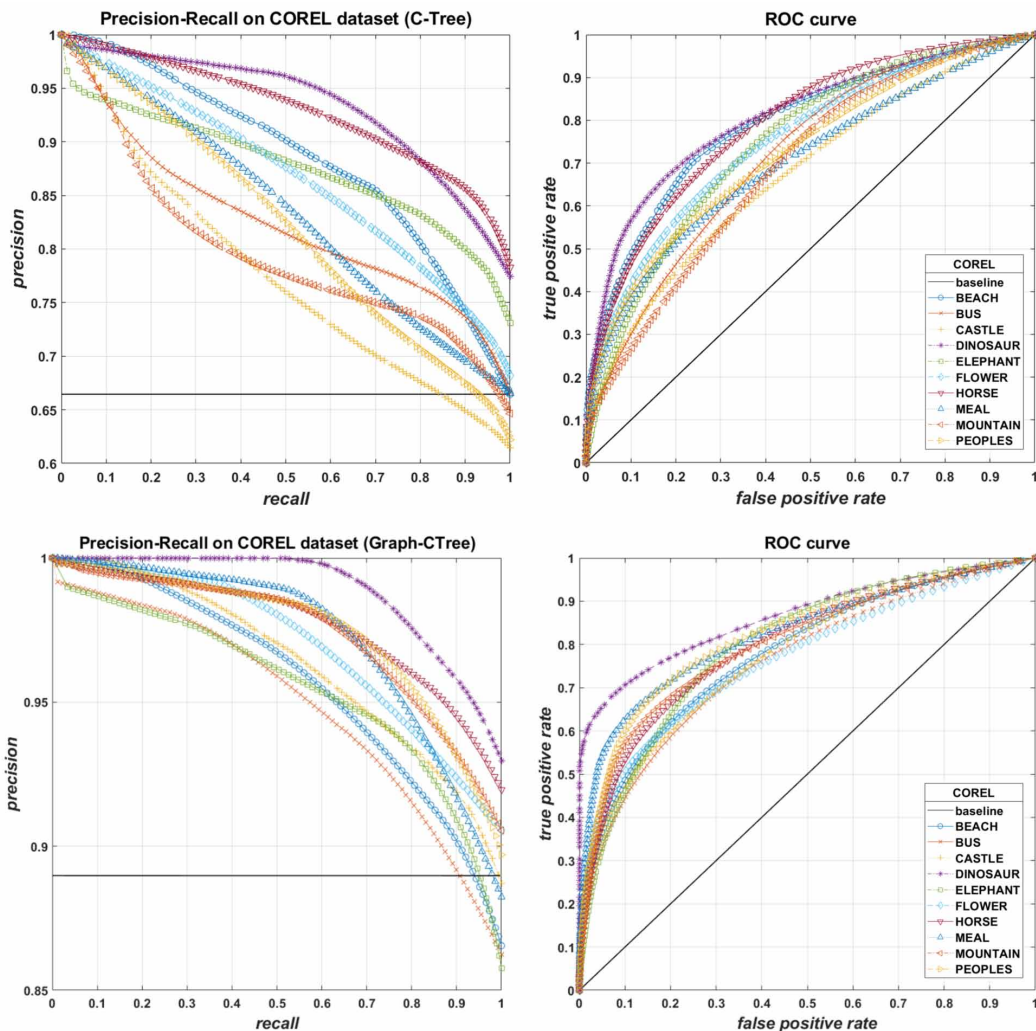 Precision-Recall on COREL dataset (C-Tree)
1
0.95
0.9
0.85
0.8
0.75
0.7
0.65
0.6
precision
0 0.1 0.2 0.3 0.4 0.5 0.6 0.7 0.8 0.9 1
recall
ROC curve
1
0.9
0.8
0.7
0.6
0.5
0.4
0.3
0.2
0.1
0
true positive rate
COREL
baseline
BEACH
BUS
CASTLE
DINOSAUR
ELEPHANT
FLOWER
HORSE
MEAL
MOUNTAIN
PEOPLES
0 0.1 0.2 0.3 0.4 0.5 0.6 0.7 0.8 0.9 1
false positive rate
Precision-Recall on COREL dataset (Graph-CTree)
1
0.95
0.9
0.85
precision
0 0.1 0.2 0.3 0.4 0.5 0.6 0.7 0.8 0.9 1
recall
ROC curve
1
0.9
0.8
0.7
0.6
0.5
0.4
0.3
0.2
0.1
0
true positive rate
COREL
baseline
BEACH
BUS
CASTLE
DINOSAUR
ELEPHANT
FLOWER
HORSE
MEAL
MOUNTAIN
PEOPLES
0 0.1 0.2 0.3 0.4 0.5 0.6 0.7 0.8 0.9 1
false positive rate